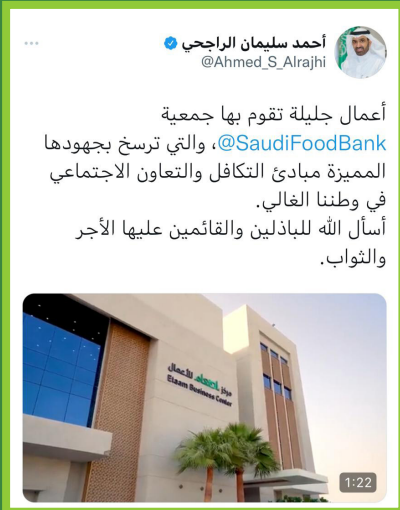 أحمد سليمان الراجحي
@Ahmed_S_Alrajhi
أعمال جليلة تقوم بها جمعية
@SaudiFoodBank، والتي ترسخ بجهودها
المميزة مبادئ التكافل والتعاون الاجتماعي
في وطننا الغالي.
أسأل الله للباذلين والقائمين عليها الأجر
والثواب.
مركز إطعام للأعمال
Etaam Business Center
1:22